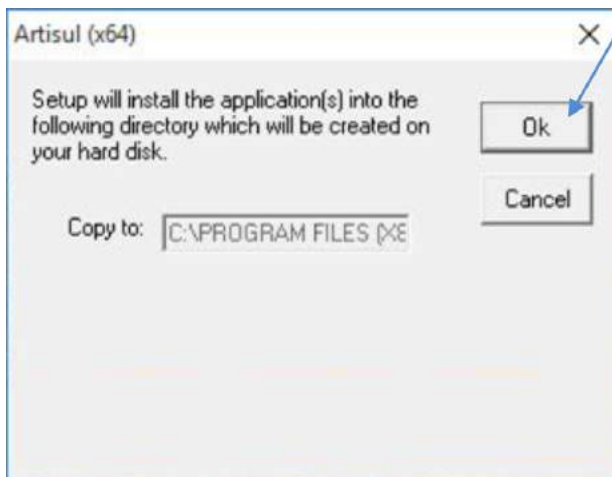 Artisul (x64)
Setup will install the application(s) into the
following directory which will be created on
your hard disk.
Ok
Cancel
Copy to: C:\PROGRAM FILES (X8